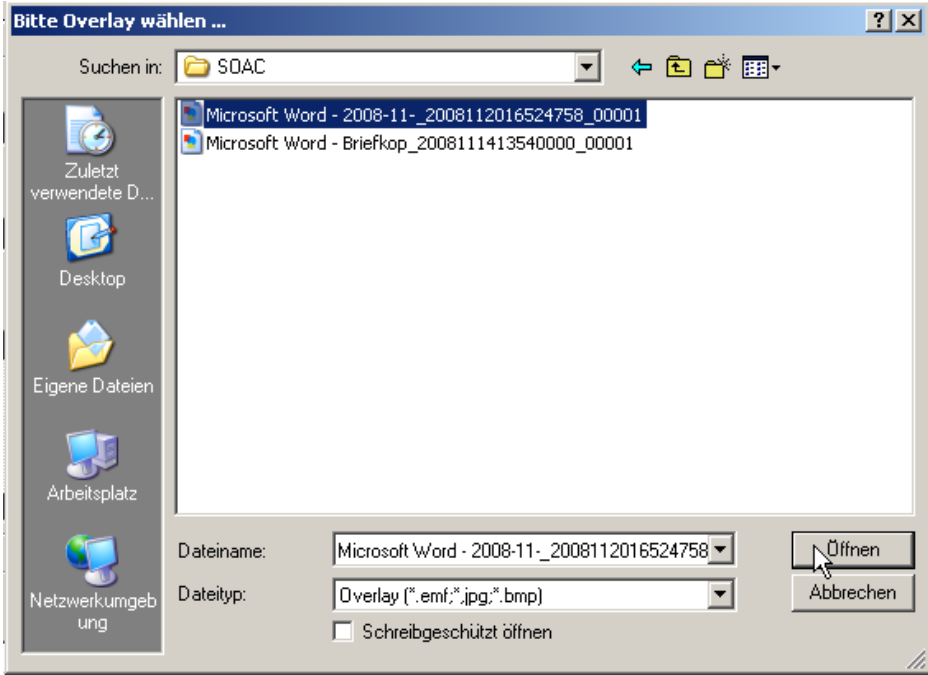 Bitte Overlay wählen ...
Suchen in:
SOAC
Zuletzt
verwendete D...
Desktop
Eigene Dateien
Arbeitsplatz
Netzwerkumgeb
ung
Microsoft Word - 2008-11-_2008112016524758_00001
Microsoft Word - Briefkop_2008111413540000_00001
Dateiname:
Microsoft Word - 2008-11-_2008112016524758
Öffnen
Dateityp:
Overlay (*.emf;*.jpg;*.bmp)
Abbrechen
Schreibgeschützt öffnen